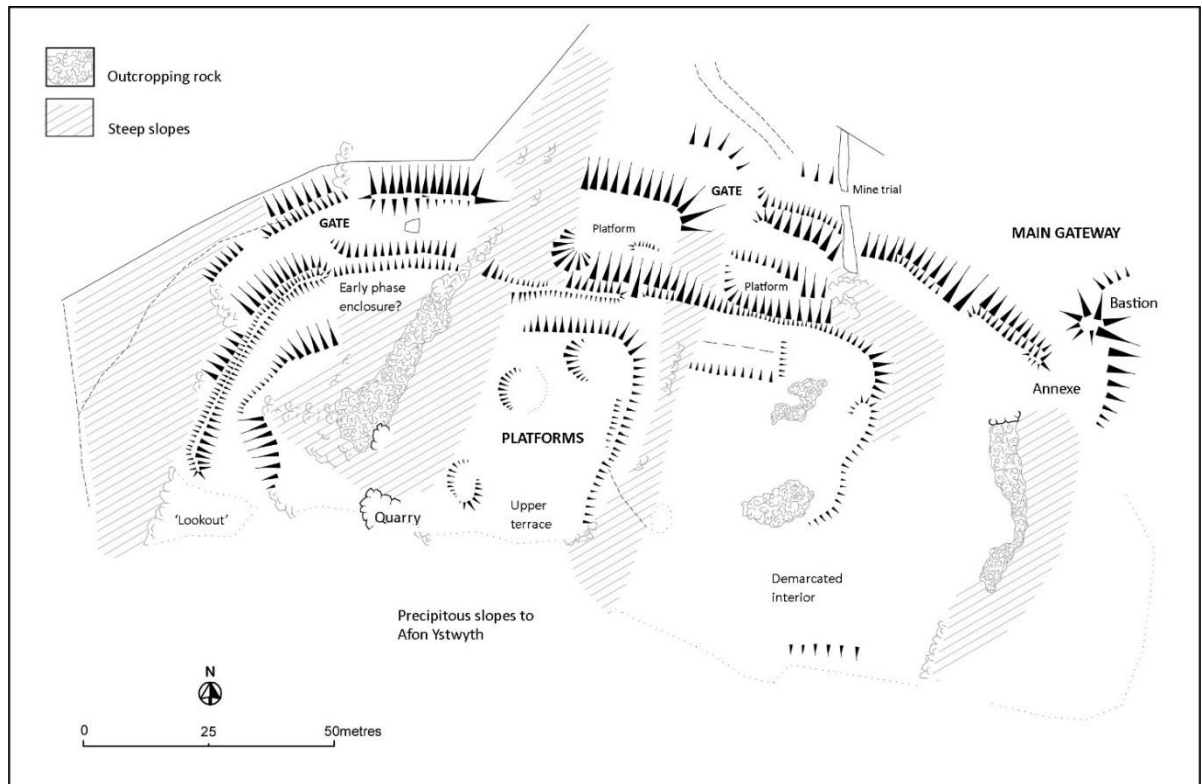 Outcropping rock
Steep slopes
GATE
Mine trial
GATE
Platform
MAIN GATEWAY
Bastion
Early phase
enclosure?
Platform
Annexe
PLATFORMS
'Lookout'
Quarry
Upper
terrace
Demarcated
interior
Precipitous slopes to
Afon Ystwyth
N
0 25 50metres